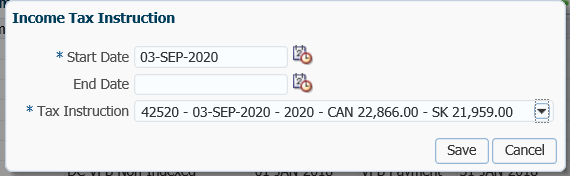 Income Tax Instruction
* Start Date 03-SEP-2020
End Date
* Tax Instruction 42520 - 03-SEP-2020 - 2020 - CAN 22,866.00 - SK 21,959.00
Save Cancel